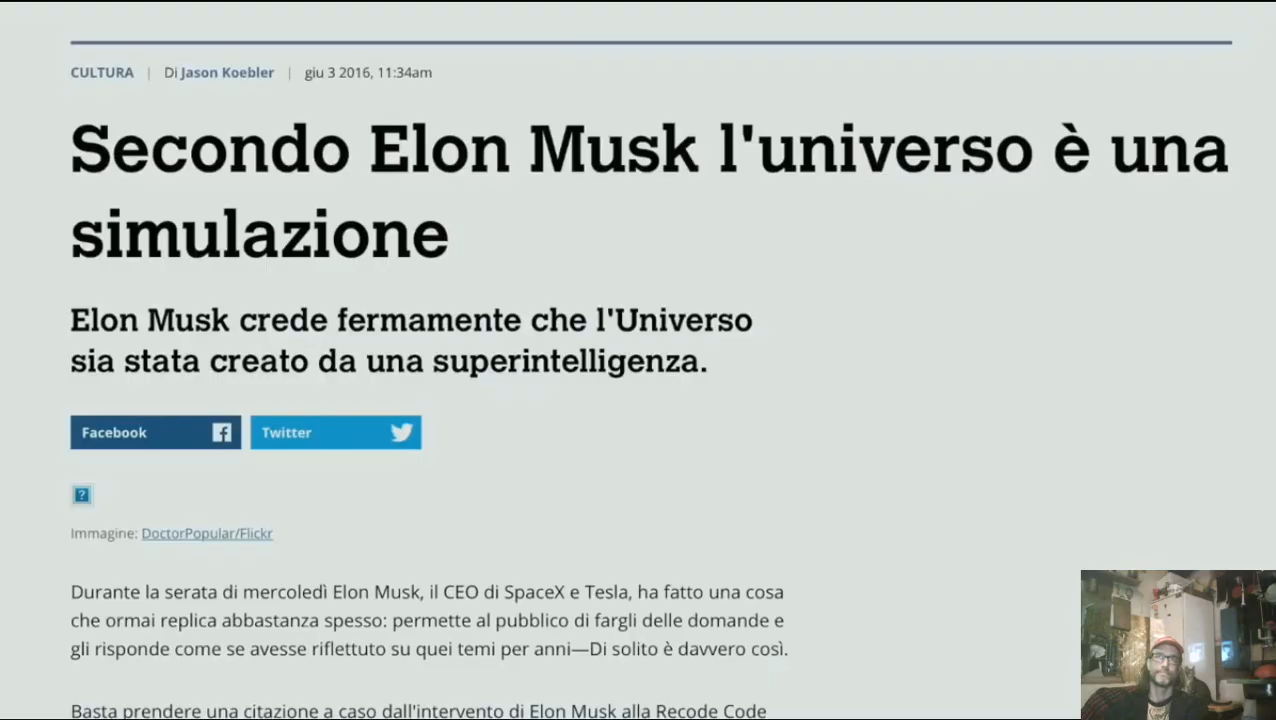 CULTURA | Di Jason Koebler | giu 3 2016, 11:34am
Secondo Elon Musk l'universo è una
simulazione
Elon Musk crede fermamente che l'Universo
sia stata creato da una superintelligenza.
Facebook
Twitter
?
Immagine: DoctorPopular/Flickr
Durante la serata di mercoledì Elon Musk, il CEO di SpaceX e Tesla, ha fatto una cosa
che ormai replica abbastanza spesso: permette al pubblico di fargli delle domande e
gli risponde come se avesse riflettuto su quei temi per anni—Di solito è davvero così.
Basta prendere una citazione a caso dall'intervento di Elon Musk alla Recode Code